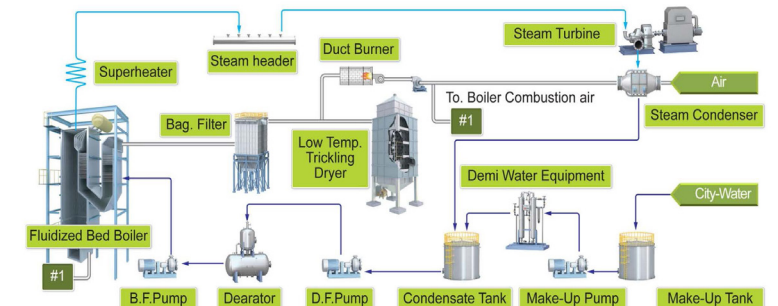 Steam Turbine
Duct Burner
Steam header
Superheater
Air
To. Boiler Combustion air
Bag. Filter
#1
Steam Condenser
Low Temp.
Trickling
Dryer
Demi Water Equipment
City-Water
Fluidized Bed Boiler
#1
B.F.Pump
Dearator
D.F.Pump
Condensate Tank
Make-Up Pump
Make-Up Tank